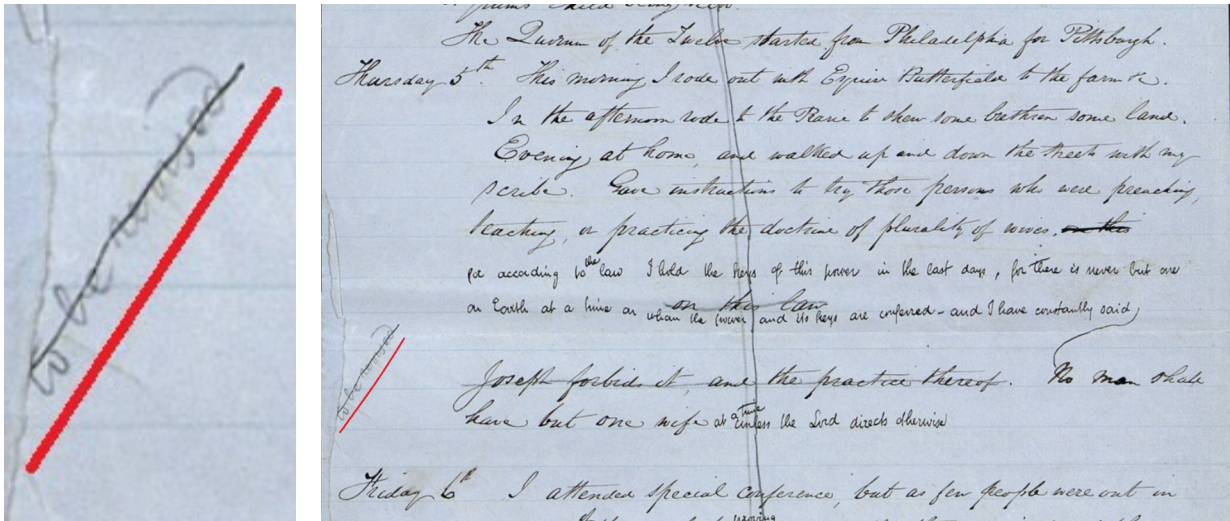 to be revised
The Quorum of the Twelve started from Philadelphia for Pittsburgh.
Thursday 5th. This morning I rode out with Esquire Butterfield to the farm &c.
In the afternoon rode to the Prairie to shew some brethren some land.
Evening at home, and walked up and down the streets with my
scribe. Gave instructions to try those persons who were preaching,
teaching, or practicing the doctrine of plurality of wives. on this
for according to the law I hold the keys of this power in the last days, for there is never but one
on Earth at a time on whom the power and its keys are conferred - and I have constantly said
on this law
to be revised
Joseph forbids it, and the practice thereof. No man shall
have but one wife at a time unless the Lord directs otherwise
Friday 6th I attended special conference, but as few people were out in